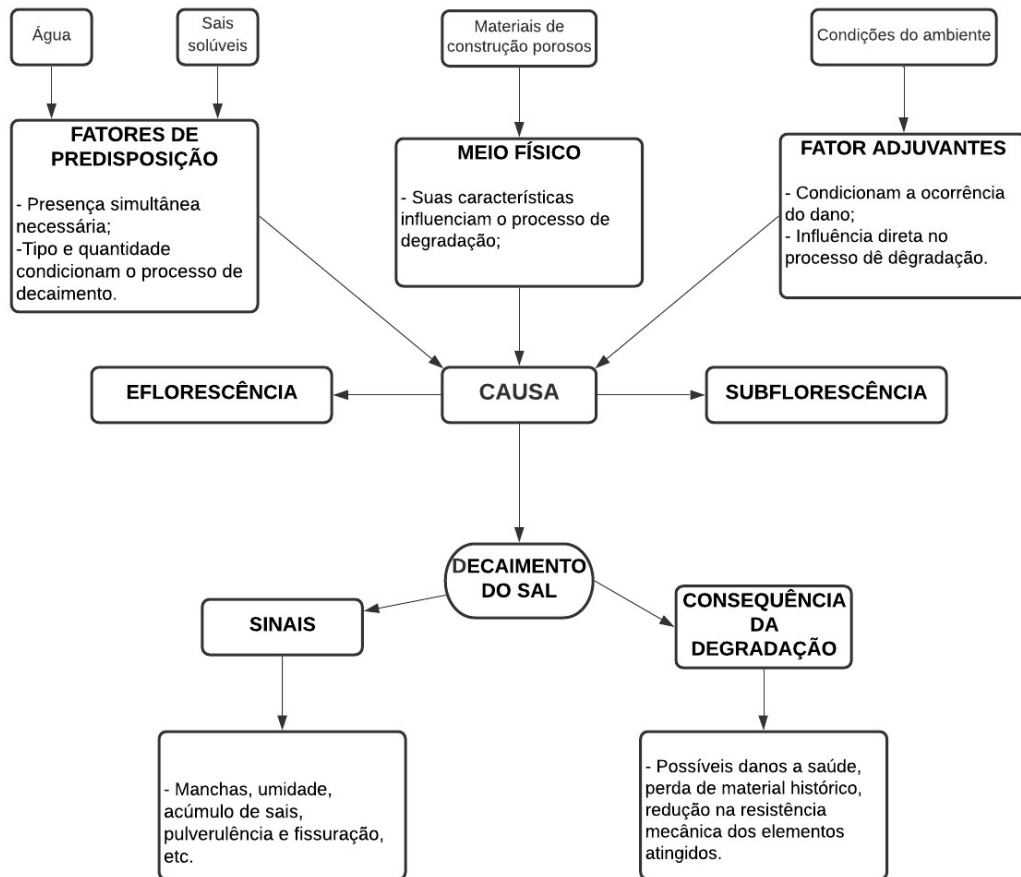 Água
Sais
solúveis
Materiais de
construção porosos
Condições do ambiente
FATORES DE
PREDISPOSIÇÃO
- Presença simultânea
necessária;
-Tipo e quantidade
condicionam o processo de
decaimento.
MEIO FÍSICO
- Suas características
influenciam o processo de
degradação;
FATOR ADJUVANTES
- Condicionam a ocorrência
do dano;
- Influência direta no
processo dê dêgradação.
EFLORESCÊNCIA
CAUSA
SUBFLORESCÊNCIA
DECAIMENTO
DO SAL
SINAIS
CONSEQUÊNCIA
DA
DEGRADAÇÃO
- Manchas, umidade,
acúmulo de sais,
pulverulência e fissuração,
etc.
- Possíveis danos a saúde,
perda de material histórico,
redução na resistência
mecânica dos elementos
atingidos.